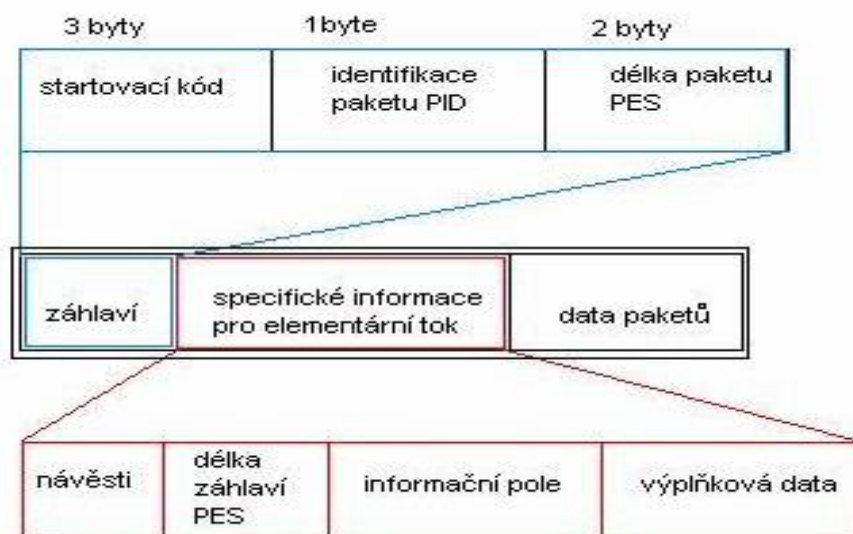 3 byty
1byte
2 byty
startovací kód
identifikace
paketu PID
délka paketu
PES
záhlaví
specifické informace
pro elementární tok
data paketů
návěsti
délka
záhlaví
PES
informační pole
výplňková data